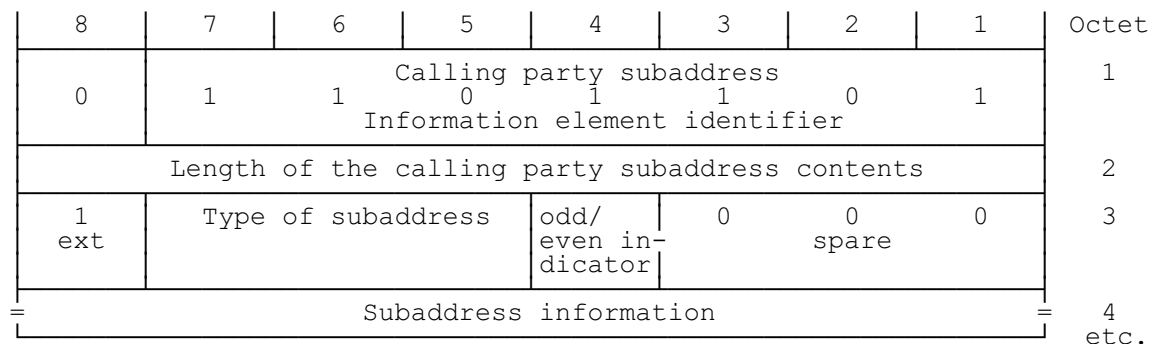 8 7 6 5 4 3 2 1 Octet
Calling party subaddress 1
0 1 1 0 1 1 0 1
Information element identifier
Length of the calling party subaddress contents 2
1 Type of subaddress odd/ 0 0 0 3
ext even in- spare
dicator
= Subaddress information = 4
etc.